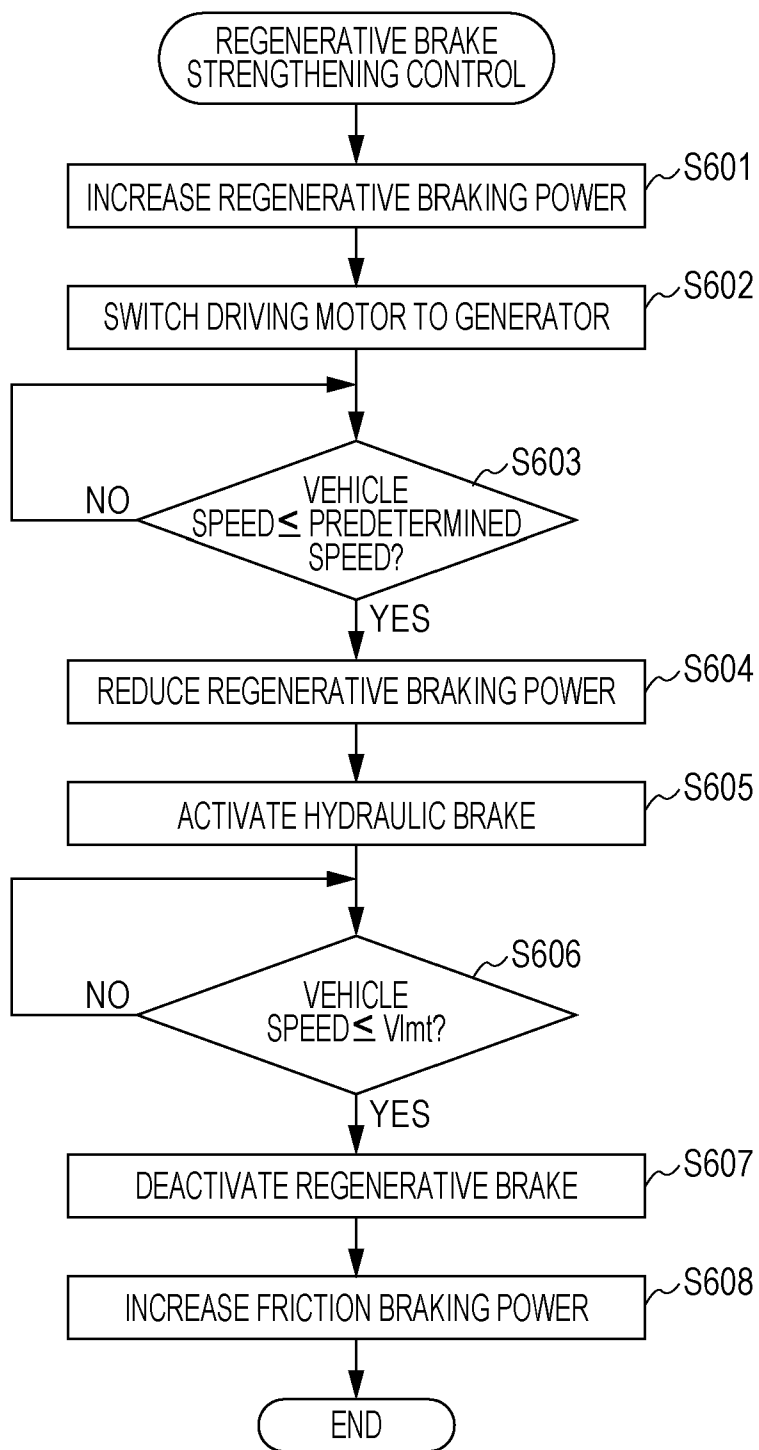 REGENERATIVE BRAKE
STRENGTHENING CONTROL
S601
INCREASE REGENERATIVE BRAKING POWER
S602
SWITCH DRIVING MOTOR TO GENERATOR
S603
NO
VEHICLE
SPEED≤ PREDETERMINED
SPEED?
YES
S604
REDUCE REGENERATIVE BRAKING POWER
S605
ACTIVATE HYDRAULIC BRAKE
S606
NO
VEHICLE
SPEED≤ Vlmt?
YES
S607
DEACTIVATE REGENERATIVE BRAKE
S608
INCREASE FRICTION BRAKING POWER
END